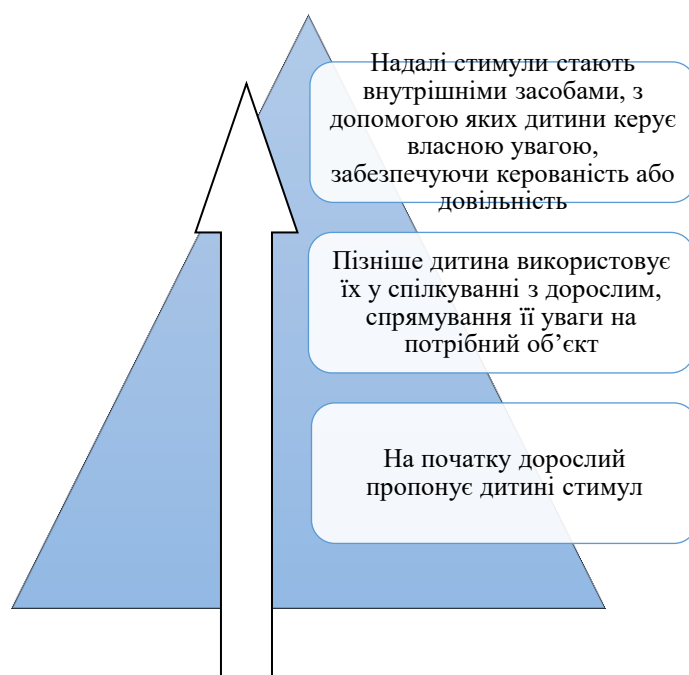 Надалі стимули стають
внутрішніми засобами, з
допомогою яких дитини керує
власною увагою,
забезпечуючи керованість або
довільність
Пізніше дитина використовує
їх у спілкуванні з дорослим,
спрямування її уваги на
потрібний об’єкт
На початку дорослий
пропонує дитині стимул